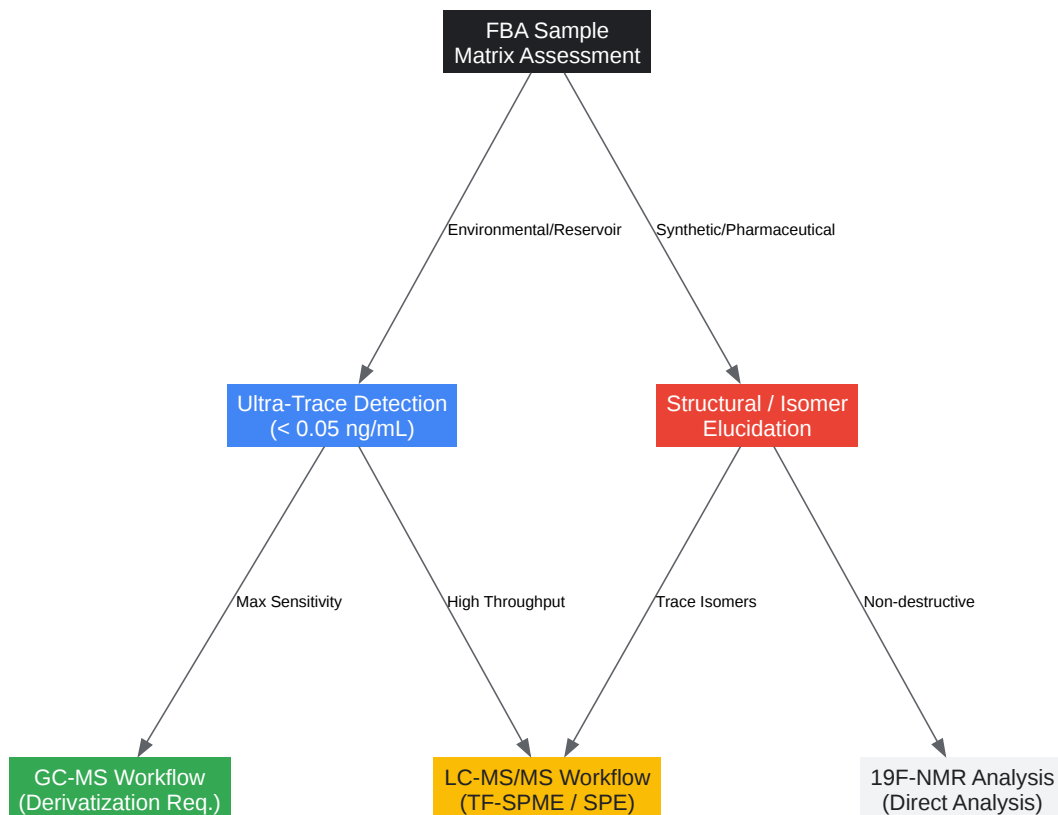 FBA Sample
Matrix Assessment
Environmental/Reservoir
Synthetic/Pharmaceutical
Ultra-Trace Detection
(< 0.05 ng/mL)
Structural / Isomer
Elucidation
Max Sensitivity
High Throughput
Trace Isomers
Non-destructive
GC-MS Workflow
(Derivatization Req.)
LC-MS/MS Workflow
(TF-SPME / SPE)
19F-NMR Analysis
(Direct Analysis)